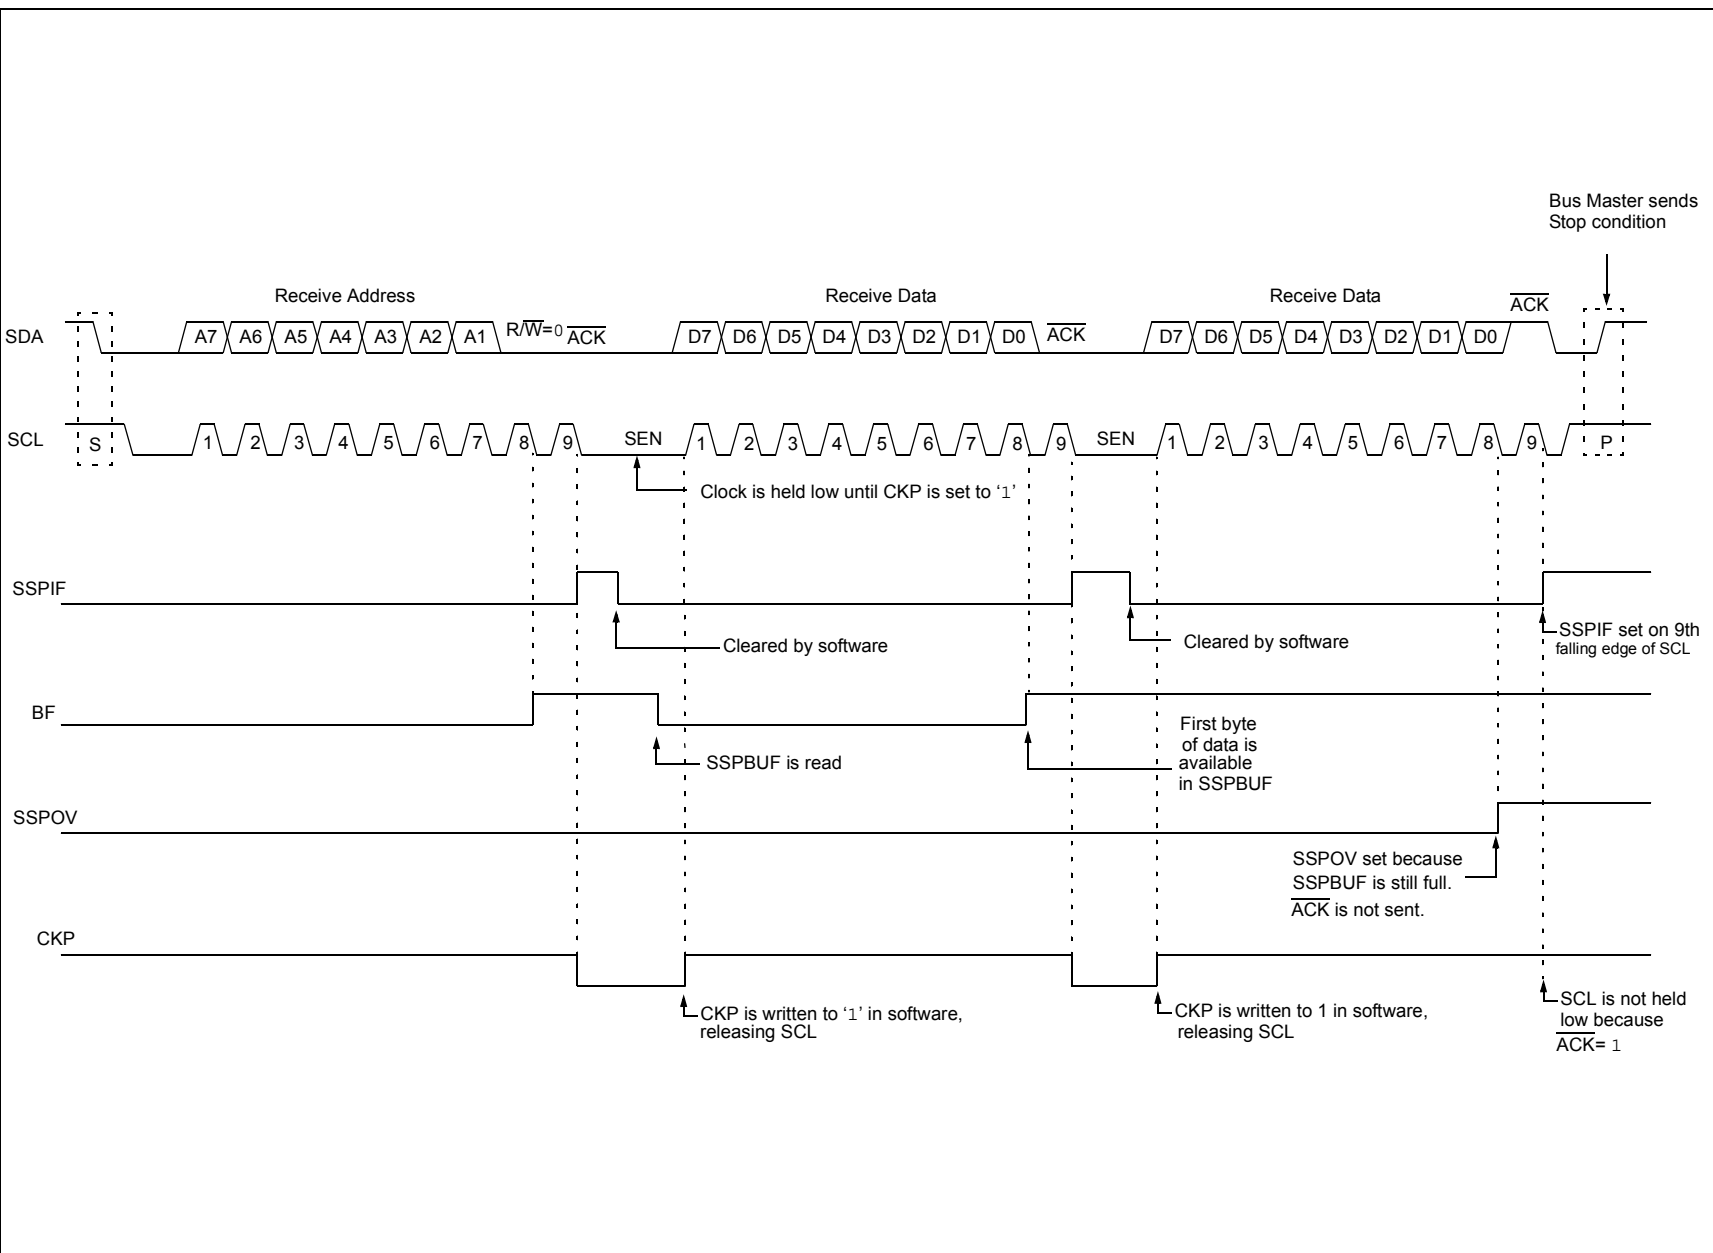 Bus Master sends
Stop condition
Receive Address
Receive Data
Receive Data
ACK
SDA
A7 A6 A5 A4 A3 A2 A1 R/W=0 ACK
D7 D6 D5 D4 D3 D2 D1 D0 ACK
D7 D6 D5 D4 D3 D2 D1 D0
SCL
S 1 2 3 4 5 6 7 8 9 SEN 1 2 3 4 5 6 7 8 9 SEN 1 2 3 4 5 6 7 8 9 P
Clock is held low until CKP is set to ‘1’
SSPIF
Cleared by software
Cleared by software
SSPIF set on 9th
falling edge of SCL
BF
SSPBUF is read
First byte
of data is
available
in SSPBUF
SSPOV
SSPOV set because
SSPBUF is still full.
ACK is not sent.
CKP
CKP is written to ‘1’ in software,
releasing SCL
CKP is written to 1 in software,
releasing SCL
SCL is not held
low because
ACK= 1